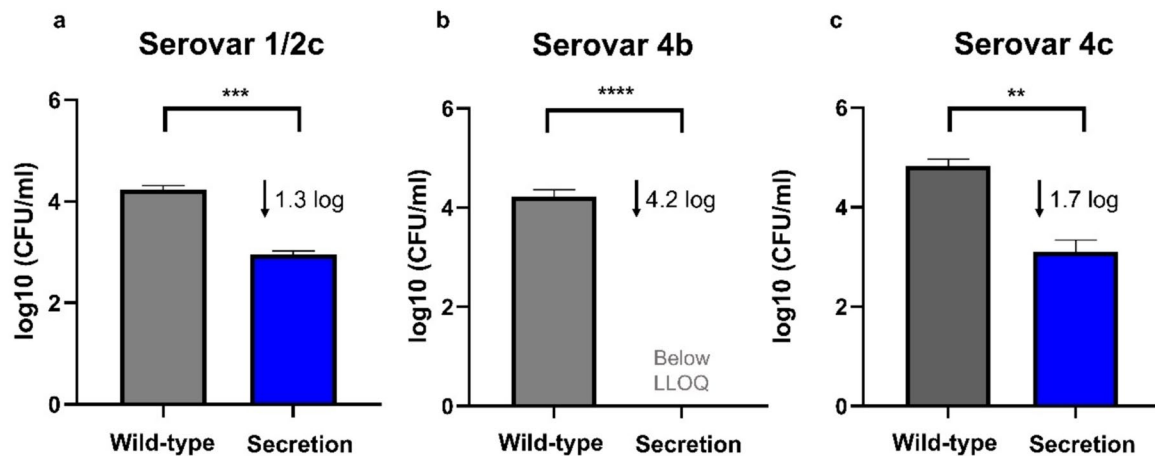 a
Serovar 1/2c
log10 (CFU/ml)
6
4
2
0
***
↓ 1.3 log
Wild-type Secretion
b
Serovar 4b
log10 (CFU/ml)
6
4
2
0
****
↓ 4.2 log
Below
LLOQ
Wild-type Secretion
c
Serovar 4c
log10 (CFU/ml)
6
4
2
0
**
↓ 1.7 log
Wild-type Secretion